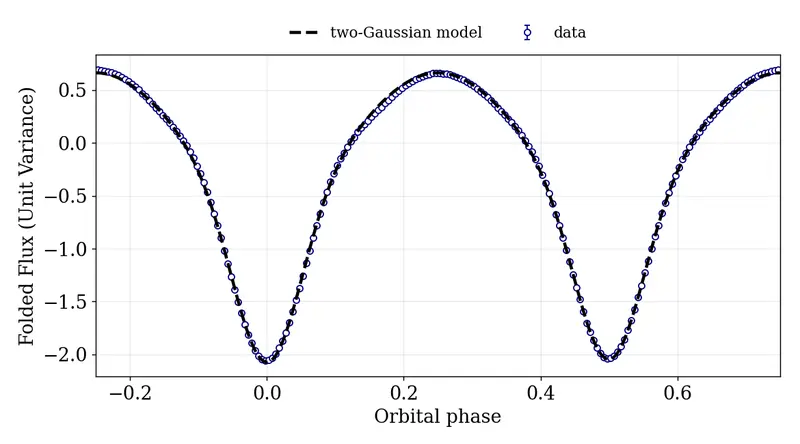 two-Gaussian model
data
Folded Flux (Unit Variance)
0.5
0.0
−0.5
−1.0
−1.5
−2.0
−0.2
0.0
0.2
0.4
0.6
Orbital phase